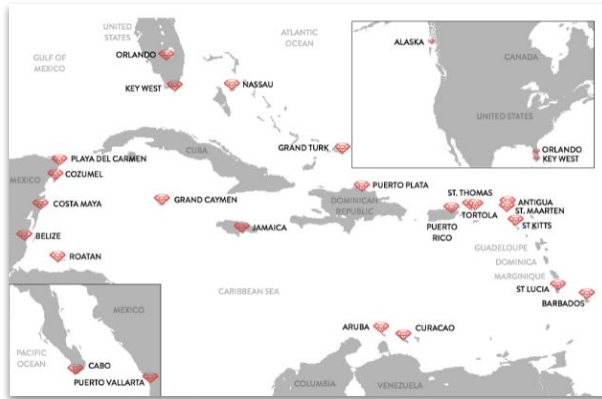 UNITED
STATES
ATLANTIC
OCEAN
GULF OF
MEXICO
ORLANDO
KEY WEST
NASSAU
ALASKA
CANADA
UNITED STATES
ORLANDO
KEY WEST
CUBA
GRAND TURK
PLAYA DEL CARMEN
MEXICO
COZUMEL
COSTA MAYA
GRAND CAYMEN
PUERTO PLATA
DOMINICAN
REPUBLIC
JAMAICA
ST. THOMAS
TORTOLA
PUERTO
RICO
ANTIGUA
ST. MAARTEN
ST KITTS
BELIZE
ROATAN
GUADELOUPE
DOMINICA
MARGINIQUE
ST LUCIA
BARBADOS
CARIBBEAN SEA
ARUBA
CURACAO
COLUMBIA
VENEZUELA
MEXICO
PACIFIC
OCEAN
CABO
PUERTO VALLARTA